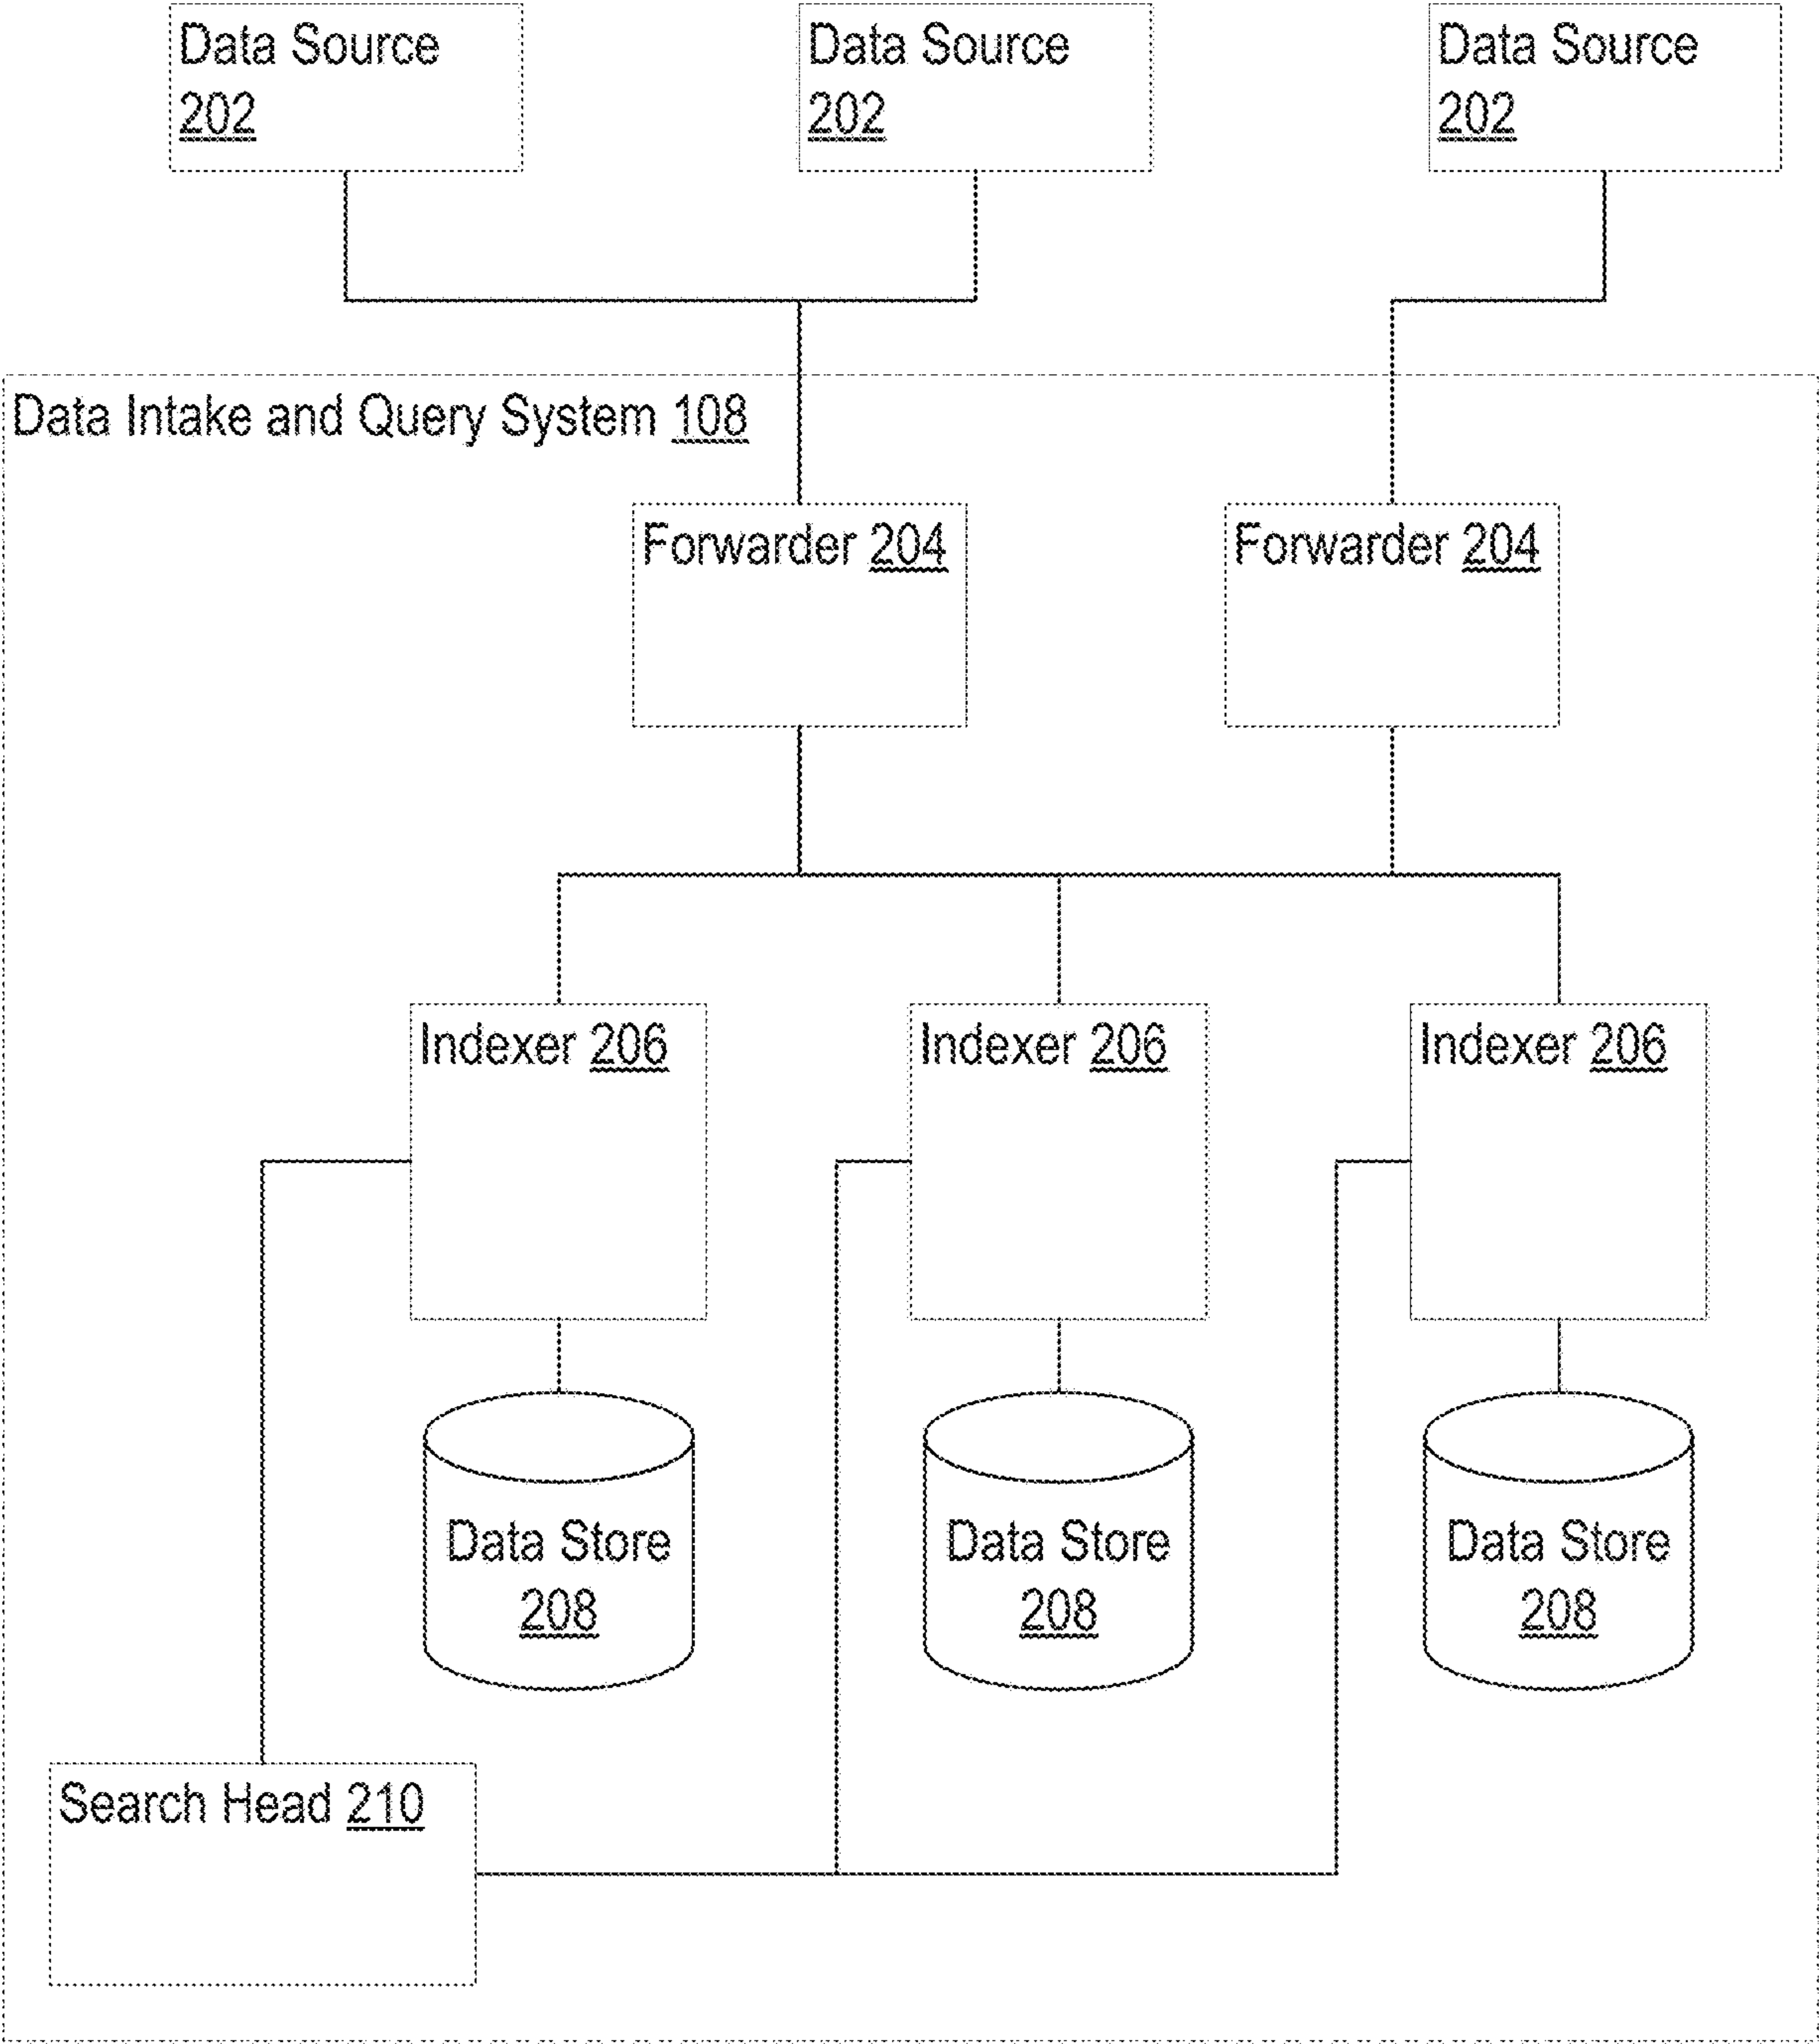 Data Source
202
Data Source
202
Data Source
202
Data Intake and Query System 108
Forwarder 204
Forwarder 204
Indexer 206
Indexer 206
Indexer 206
Data Store
208
Data Store
208
Data Store
208
Search Head 210